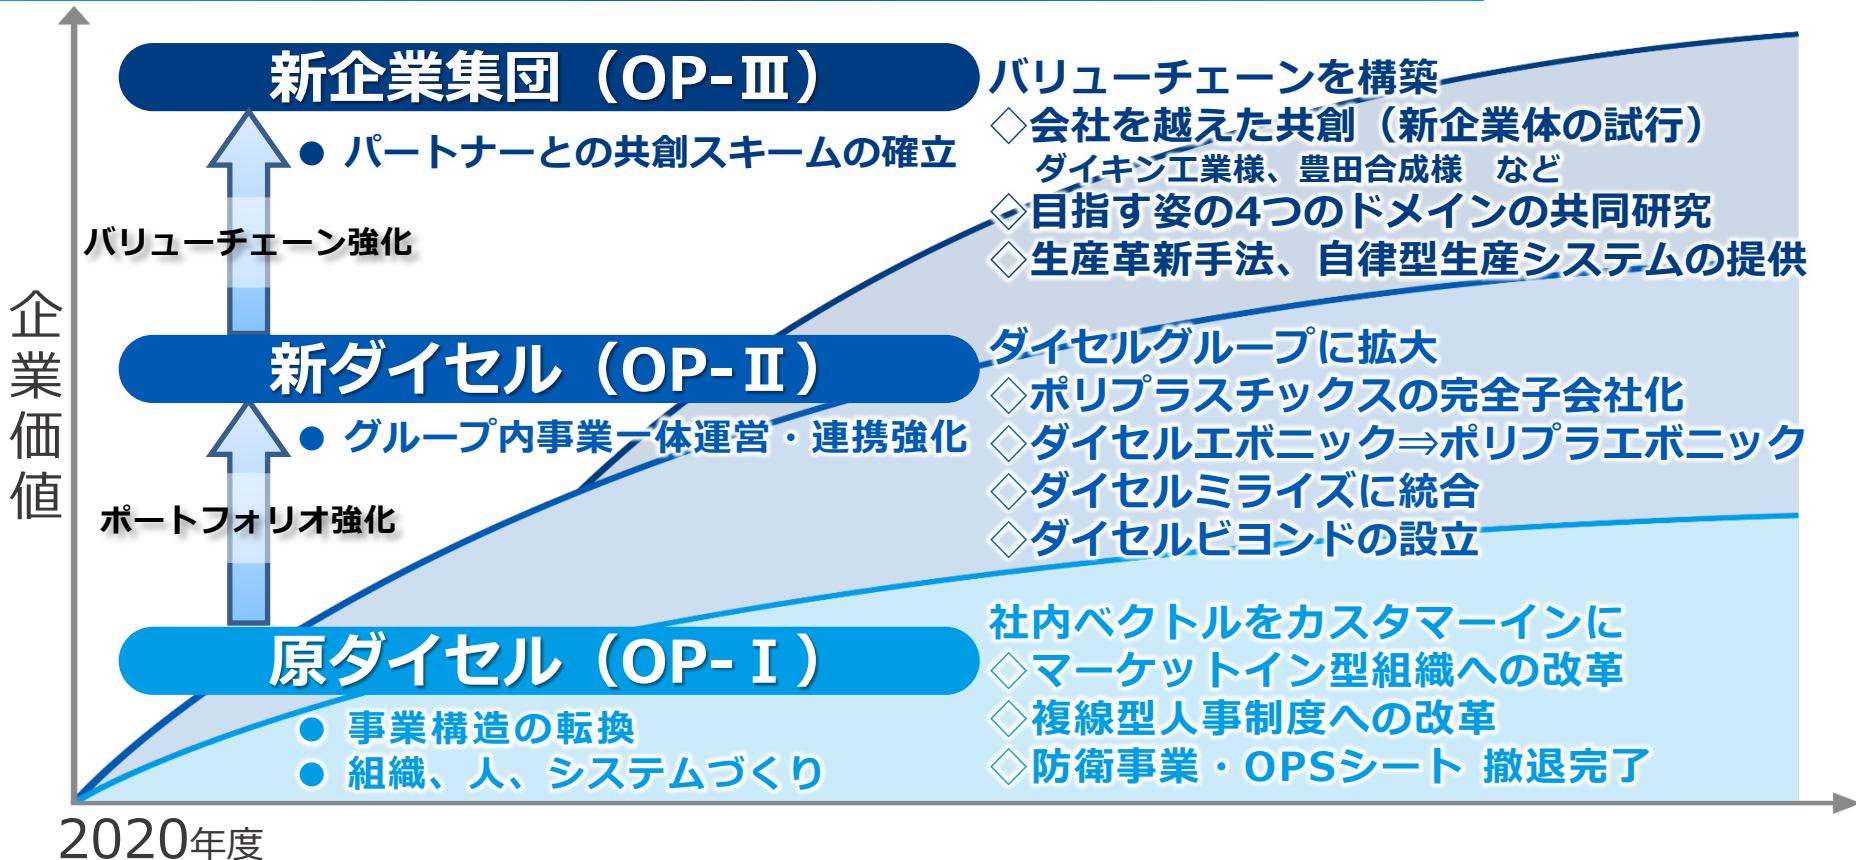 新企業集団（OP-Ⅲ）
● パートナーとの共創スキームの確立
バリューチェーンを構築
◇会社を越えた共創（新企業体の試行）
ダイキン工業様、豊田合成様　など
◇目指す姿の4つのドメインの共同研究
◇生産革新手法、自律型生産システムの提供
バリューチェーン強化
企業価値
新ダイセル（OP-Ⅱ）
● グループ内事業一体運営・連携強化
ダイセルグループに拡大
◇ポリプラスチックスの完全子会社化
◇ダイセルエボニック⇒ポリプラエボニック
◇ダイセルミライズに統合
◇ダイセルビヨンドの設立
ポートフォリオ強化
原ダイセル（OP-Ⅰ）
● 事業構造の転換
● 組織、人、システムづくり
社内ベクトルをカスタマーインに
◇マーケットイン型組織への改革
◇複線型人事制度への改革
◇防衛事業・OPSシート 撤退完了
2020年度